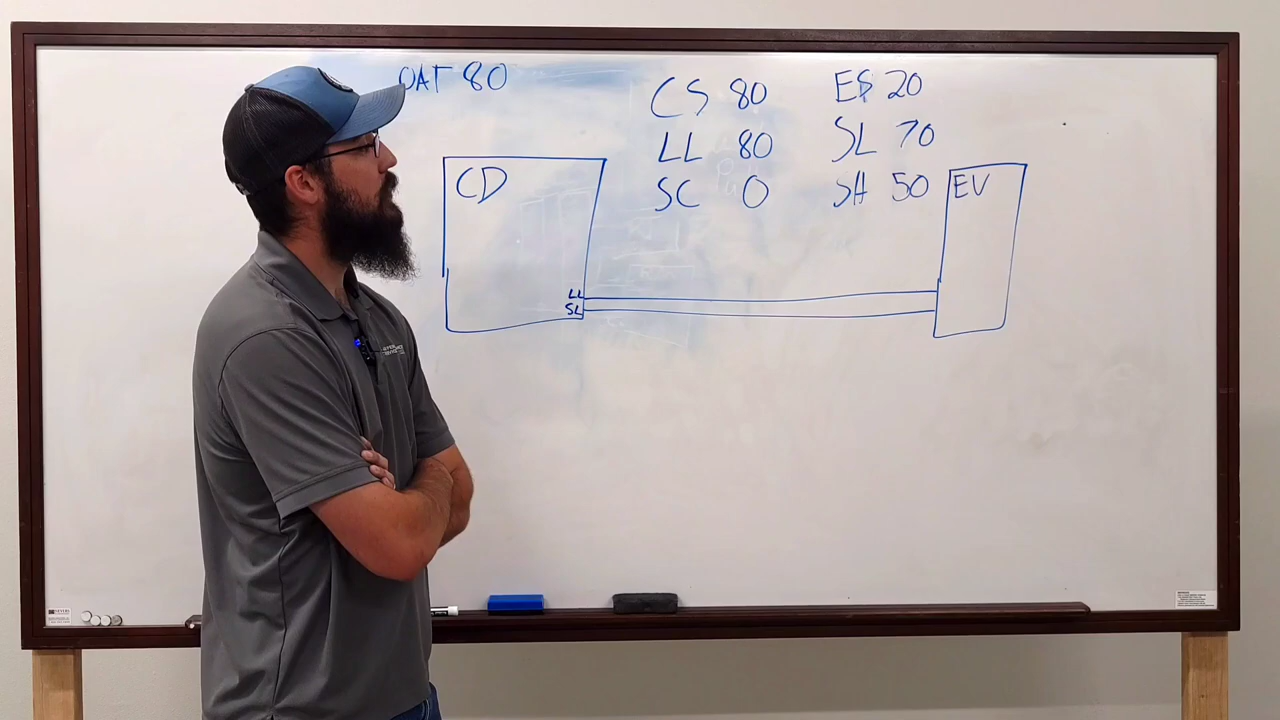 OAT 80
CS 80
LL 80
SC 0
ES 20
SL 70
SH 50
CD
EV
LL
SL